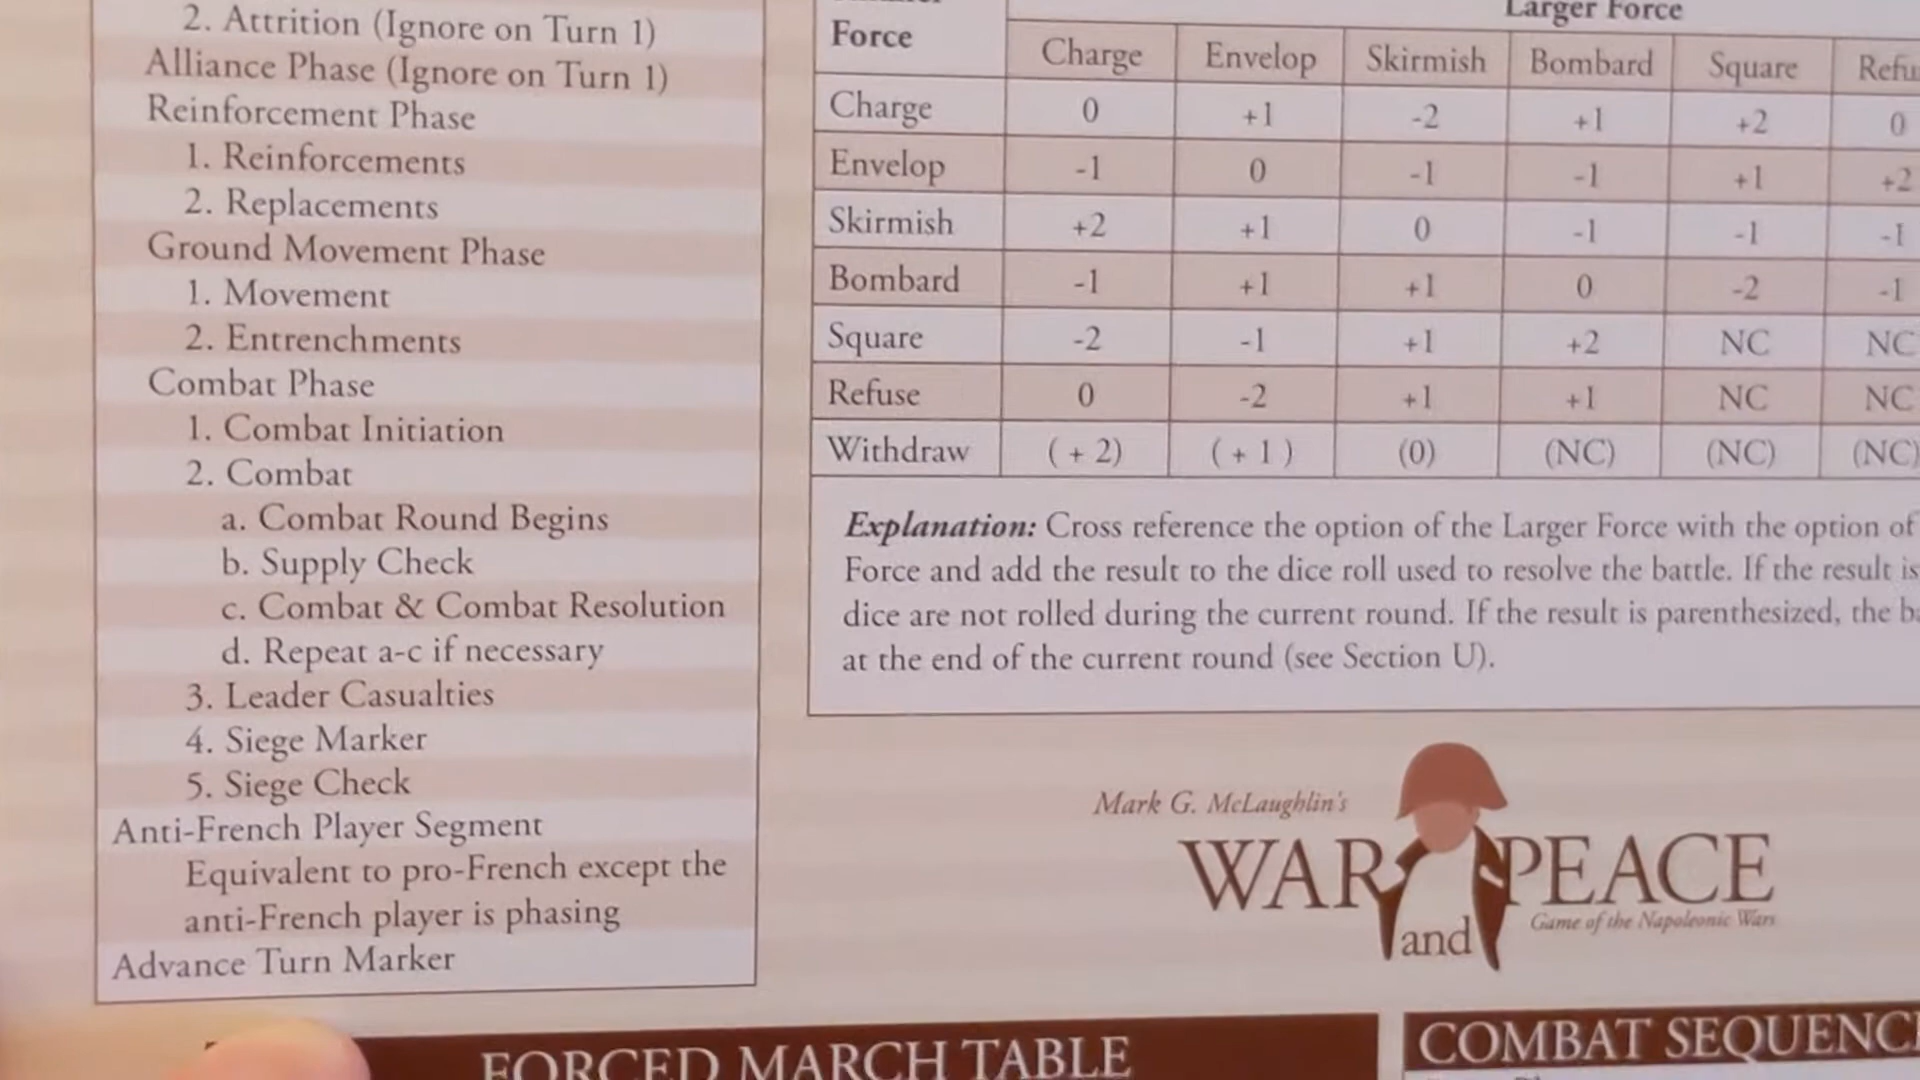 2. Attrition (Ignore on Turn 1)
Alliance Phase (Ignore on Turn 1)
Reinforcement Phase
1. Reinforcements
2. Replacements
Ground Movement Phase
1. Movement
2. Entrenchments
Combat Phase
1. Combat Initiation
2. Combat
a. Combat Round Begins
b. Supply Check
c. Combat & Combat Resolution
d. Repeat a-c if necessary
3. Leader Casualties
4. Siege Marker
5. Siege Check
Anti-French Player Segment
Equivalent to pro-French except the
anti-French player is phasing
Advance Turn Marker
Force
Larger Force
Charge Envelop Skirmish Bombard Square Refu
Charge 0 +1 -2 +1 +2 0
Envelop -1 0 -1 -1 +1 +2
Skirmish +2 +1 0 -1 -1 -1
Bombard -1 +1 +1 0 -2 -1
Square -2 -1 +1 +2 NC NC
Refuse 0 -2 +1 +1 NC NC
Withdraw ( + 2) ( + 1 ) (0) (NC) (NC) (NC)
Explanation: Cross reference the option of the Larger Force with the option of
Force and add the result to the dice roll used to resolve the battle. If the result is
dice are not rolled during the current round. If the result is parenthesized, the
at the end of the current round (see Section U).
Mark G. McLaughlin's
WAR and PEACE
Game of the Napoleonic Wars
FORCED MARCH TABLE
COMBAT SEQUENC